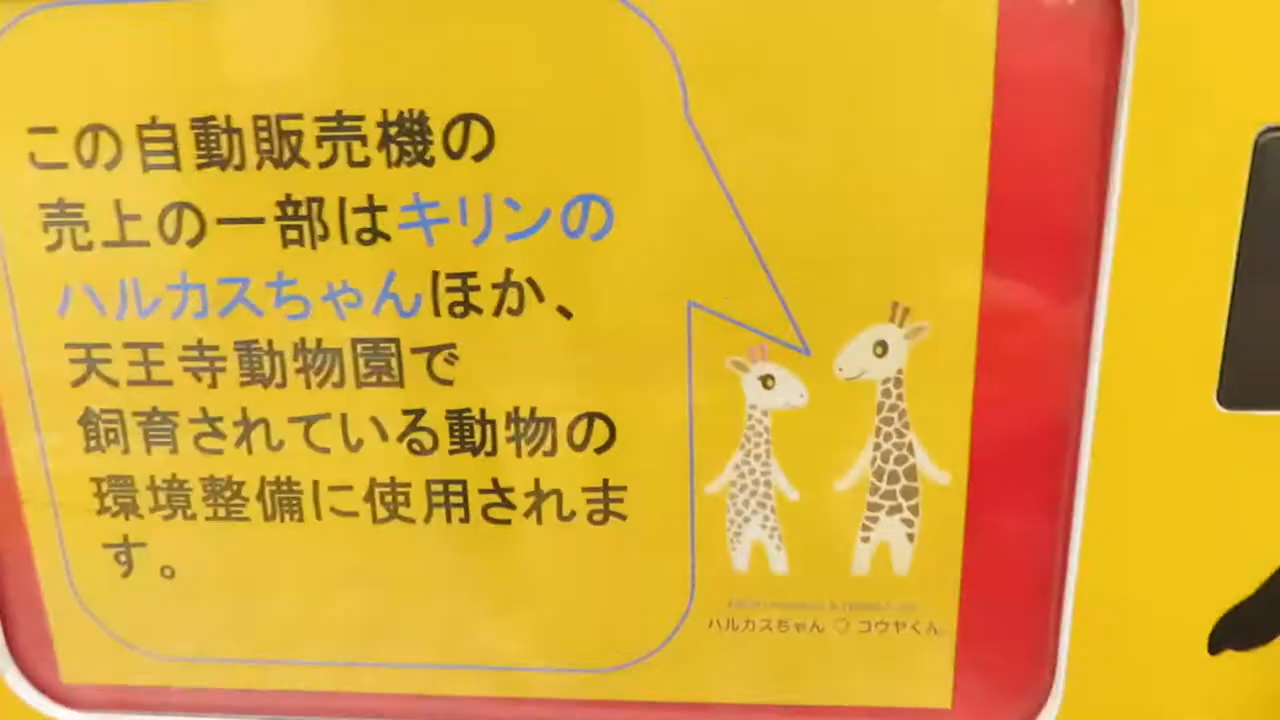 この自動販売機の
売上の一部はキリンの
ハルカスちゃんほか、
天王寺動物園で
飼育されている動物の
環境整備に使用されま
す。
ハルカスちゃん ♡ コウヤくん